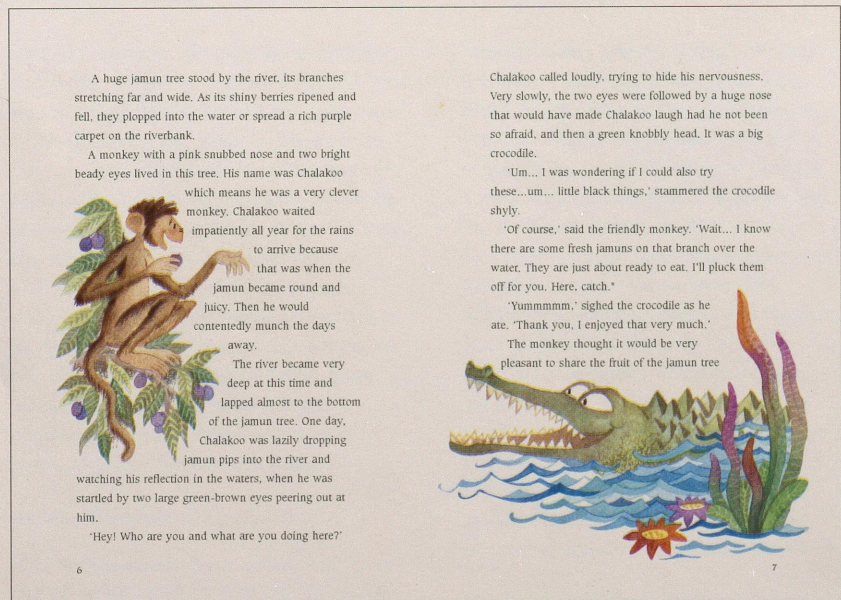 A huge jamun tree stood by the river, its branches
stretching far and wide. As its shiny berries ripened and
fell, they plopped into the water or spread a rich purple
carpet on the riverbank.
A monkey with a pink snubbed nose and two bright
beady eyes lived in this tree. His name was Chalakoo
which means he was a very clever
monkey. Chalakoo waited
impatiently all year for the rains
to arrive because
that was when the
jamun became round and
juicy. Then he would
contentedly munch the days
away.
The river became very
deep at this time and
lapped almost to the bottom
of the jamun tree. One day,
Chalakoo was lazily dropping
jamun pips into the river and
watching his reflection in the waters, when he was
startled by two large green-brown eyes peering out at
him.
'Hey! Who are you and what are you doing here?'
6
Chalakoo called loudly, trying to hide his nervousness.
Very slowly, the two eyes were followed by a huge nose
that would have made Chalakoo laugh had he not been
so afraid, and then a green knobbly head. It was a big
crocodile.
'Um... I was wondering if I could also try
these...um... little black things,' stammered the crocodile
shyly.
'Of course,' said the friendly monkey. 'Wait... I know
there are some fresh jamuns on that branch over the
water. They are just about ready to eat. I'll pluck them
off for you. Here, catch.'
'Yummmmm,' sighed the crocodile as he
ate. 'Thank you, I enjoyed that very much.'
The monkey thought it would be very
pleasant to share the fruit of the jamun tree
7